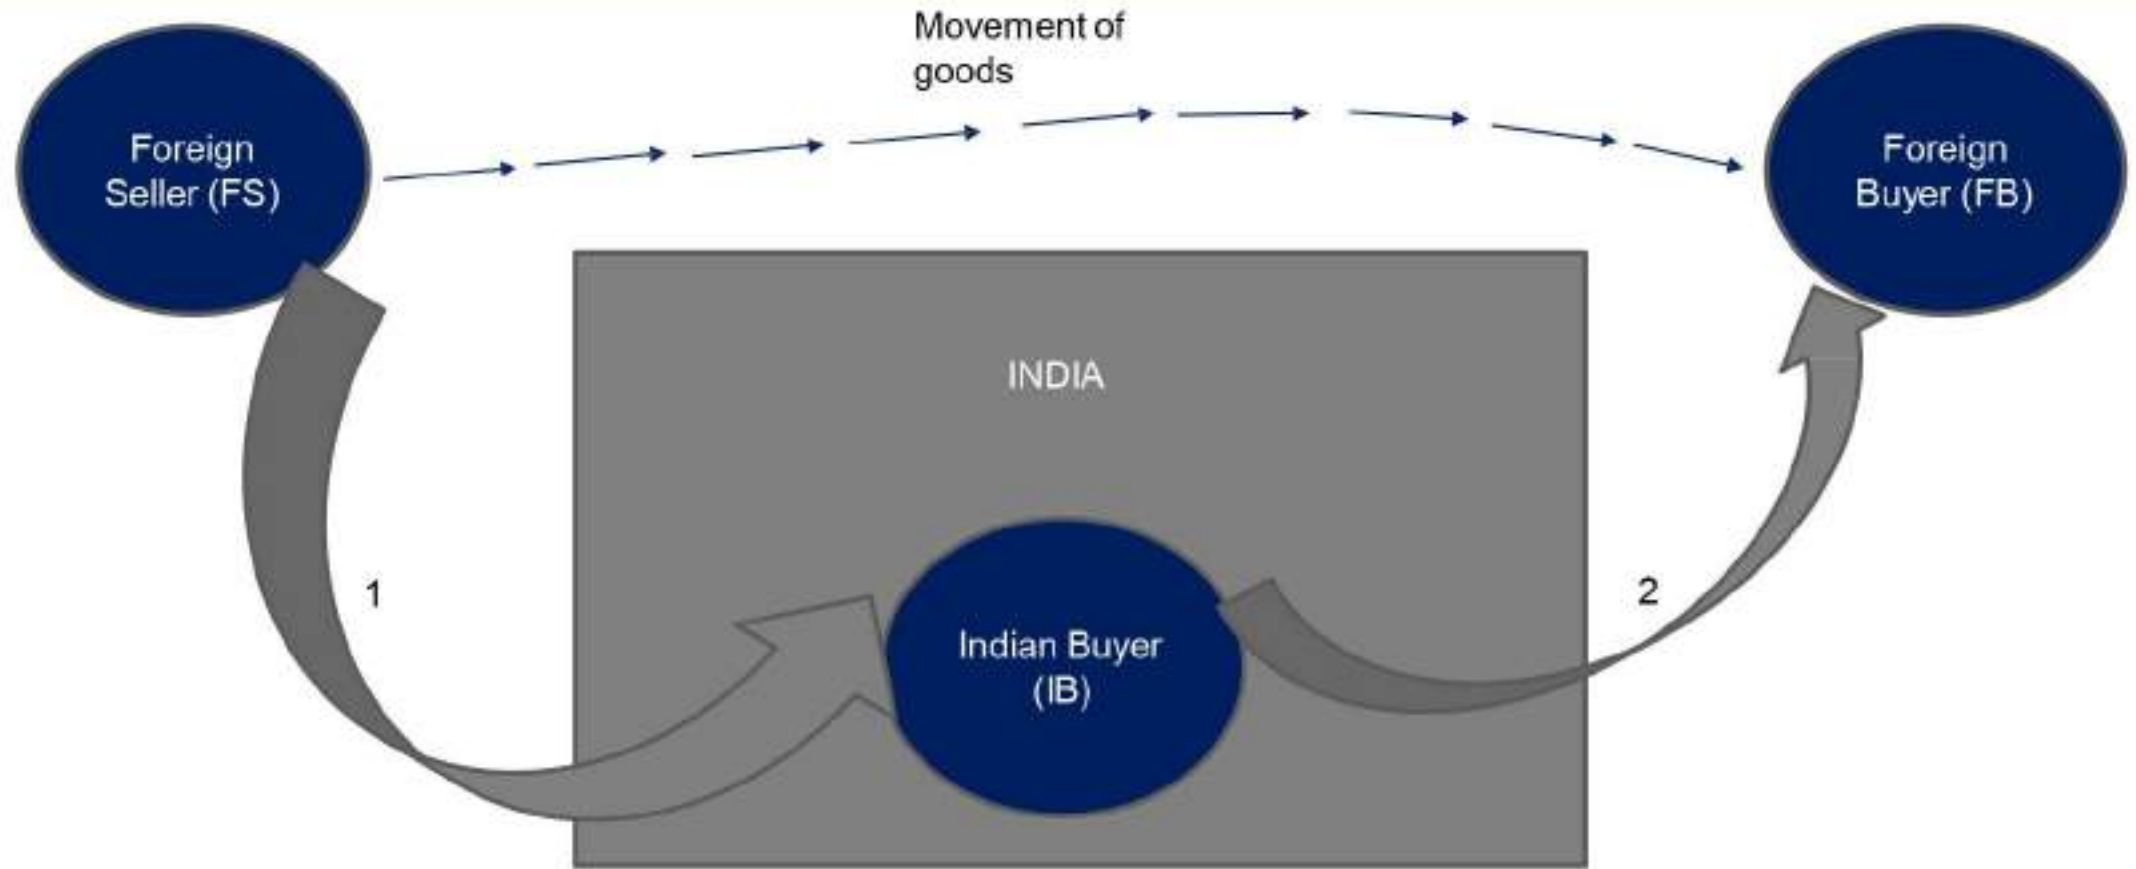 Movement of
goods
Foreign
Seller (FS)
Foreign
Buyer (FB)
INDIA
1
2
Indian Buyer
(IB)